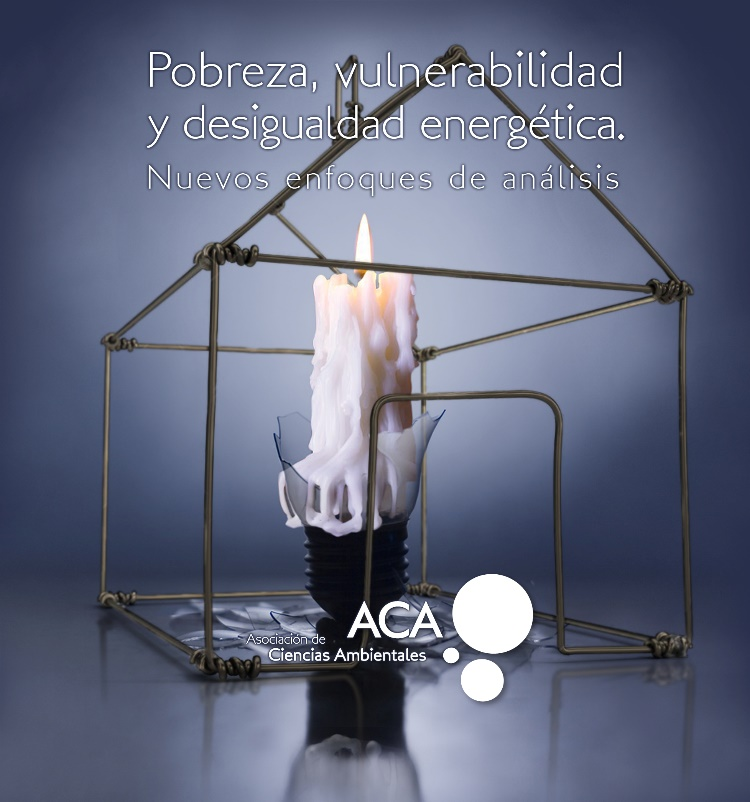 Pobreza, vulnerabilidad
y desigualdad energética.
Nuevos enfoques de análisis
ACA
Asociación de
Ciencias Ambientales